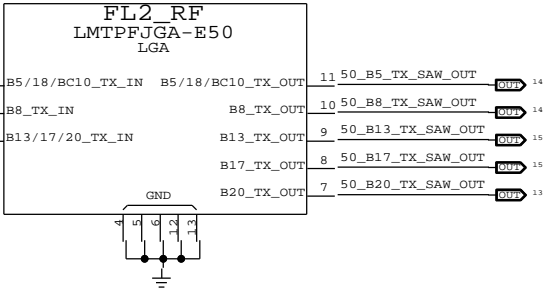 FL2_RF
LMTPFJGA-E50
LGA
B5/18/BC10_TX_IN B5/18/BC10_TX_OUT 11 50_B5_TX_SAW_OUT OUT 14
B8_TX_IN B8_TX_OUT 10 50_B8_TX_SAW_OUT OUT 14
B13/17/20_TX_IN B13_TX_OUT 9 50_B13_TX_SAW_OUT OUT 15
B17_TX_OUT 8 50_B17_TX_SAW_OUT OUT 15
B20_TX_OUT 7 50_B20_TX_SAW_OUT OUT 13
GND
4 5 6 12 13